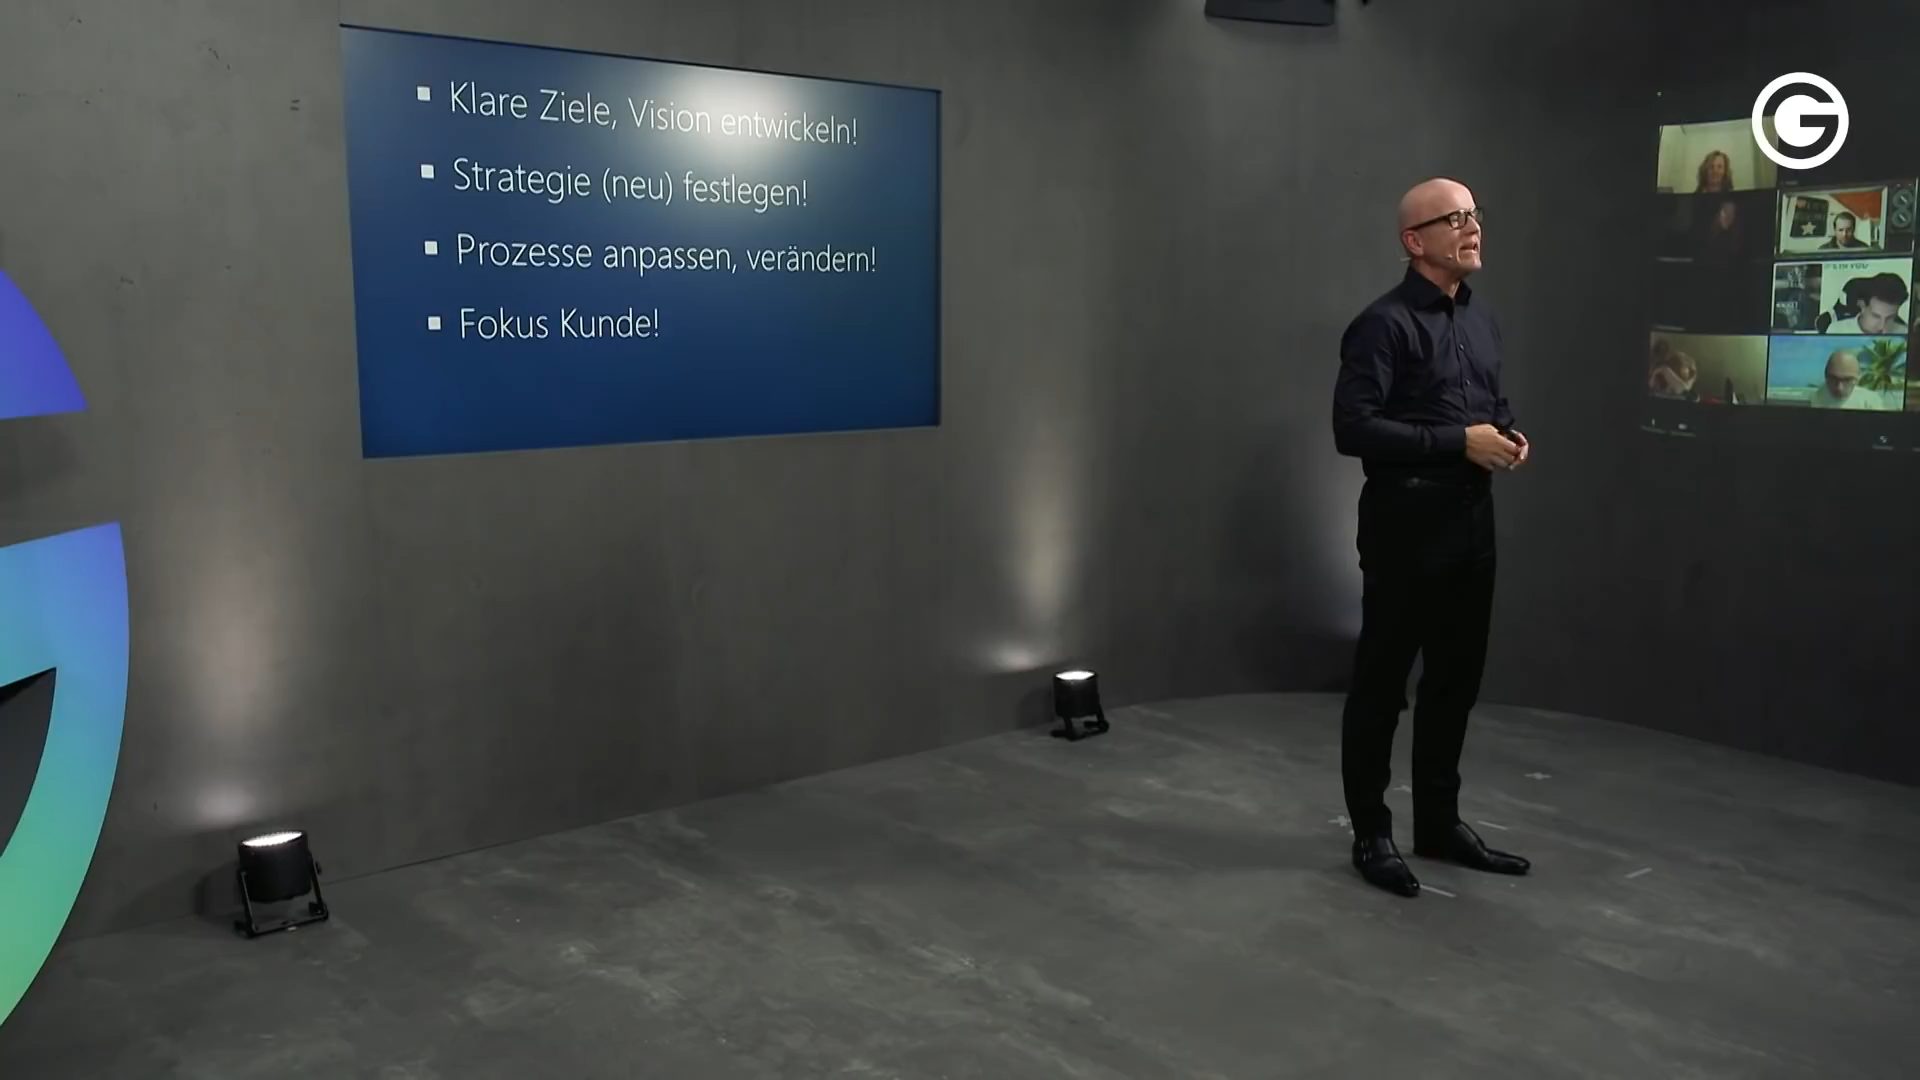 Klare Ziele, Vision entwickeln!
Strategie (neu) festlegen!
Prozesse anpassen, verändern!
Fokus Kunde!